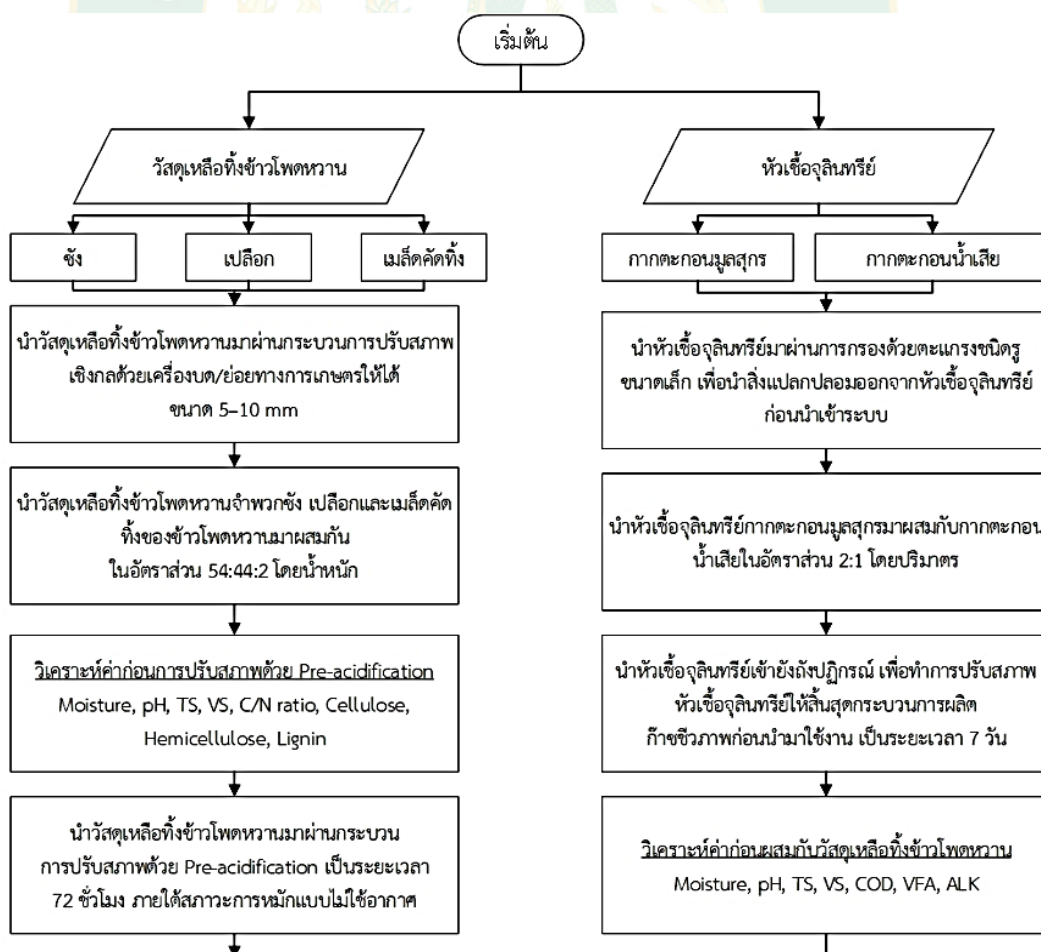 เริ่มต้น
วัสดุเหลือทิ้งข้าวโพดหวาน
ซัง
เปลือก
เมล็ดคัดทิ้ง
นำวัสดุเหลือทิ้งข้าวโพดหวานมาผ่านกระบวนการปรับสภาพ
เชิงกลด้วยเครื่องบด/ย่อยทางการเกษตรให้ได้
ขนาด 5–10 mm
นำวัสดุเหลือทิ้งข้าวโพดหวานจำพวกซัง เปลือกและเมล็ดคัด
ทิ้งของข้าวโพดหวานมาผสมกัน
ในอัตราส่วน 54:44:2 โดยน้ำหนัก
วิเคราะห์ค่าก่อนการปรับสภาพด้วย Pre-acidification
Moisture, pH, TS, VS, C/N ratio, Cellulose,
Hemicellulose, Lignin
นำวัสดุเหลือทิ้งข้าวโพดหวานมาผ่านกระบวน
การปรับสภาพด้วย Pre-acidification เป็นระยะเวลา
72 ชั่วโมง ภายใต้สภาวะการหมักแบบไม่ใช้อากาศ
หัวเชื้อจุลินทรีย์
กากตะกอนมูลสุกร
กากตะกอนน้ำเสีย
นำหัวเชื้อจุลินทรีย์มาผ่านการกรองด้วยตะแกรงชนิดรู
ขนาดเล็ก เพื่อนำสิ่งแปลกปลอมออกจากหัวเชื้อจุลินทรีย์
ก่อนนำเข้าระบบ
นำหัวเชื้อจุลินทรีย์กากตะกอนมูลสุกรมาผสมกับกากตะกอน
น้ำเสียในอัตราส่วน 2:1 โดยปริมาตร
นำหัวเชื้อจุลินทรีย์เข้ายังถังปฏิกรณ์ เพื่อทำการปรับสภาพ
หัวเชื้อจุลินทรีย์ให้สิ้นสุดกระบวนการผลิต
ก๊าซชีวภาพก่อนนำมาใช้งาน เป็นระยะเวลา 7 วัน
วิเคราะห์ค่าก่อนผสมกับวัสดุเหลือทิ้งข้าวโพดหวาน
Moisture, pH, TS, VS, COD, VFA, ALK